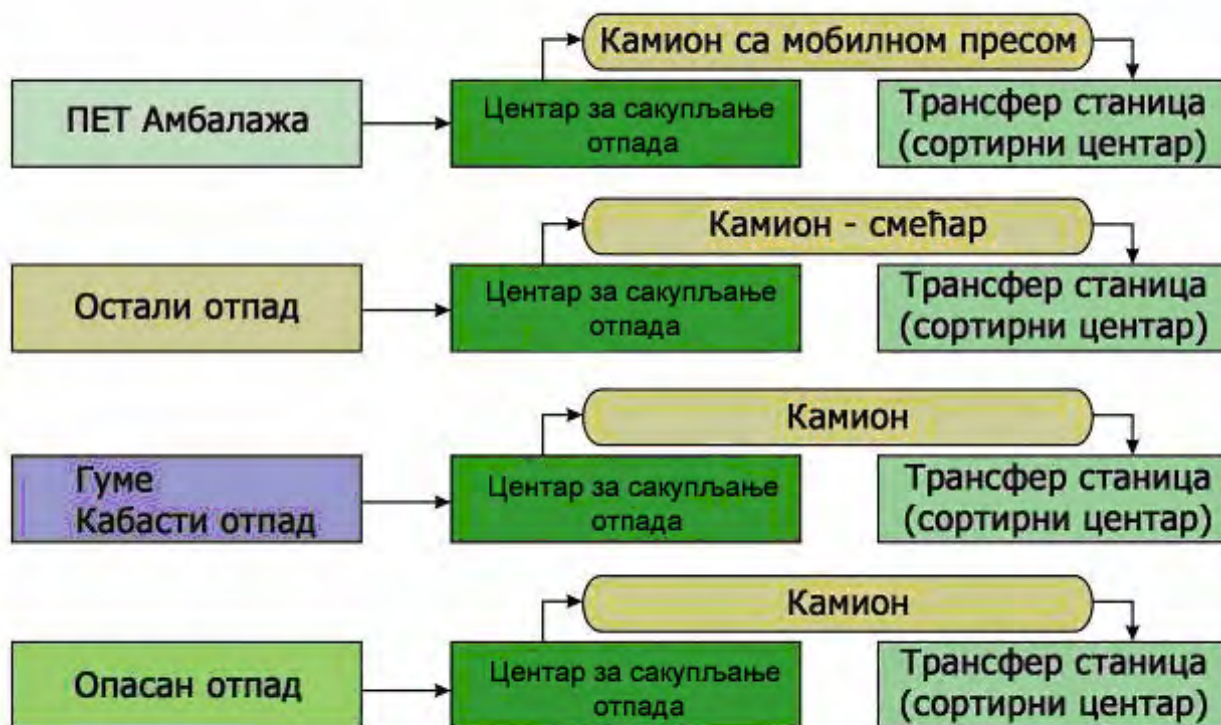 Камион са мобилном пресом
ПЕТ Амбалажа
Центар за сакупљање
отпада
Трансфер станица
(сортирни центар)
Камион - смећар
Остали отпад
Центар за сакупљање
отпада
Трансфер станица
(сортирни центар)
Камион
Гуме
Кабасти отпад
Центар за сакупљање
отпада
Трансфер станица
(сортирни центар)
Камион
Опасан отпад
Центар за сакупљање
отпада
Трансфер станица
(сортирни центар)